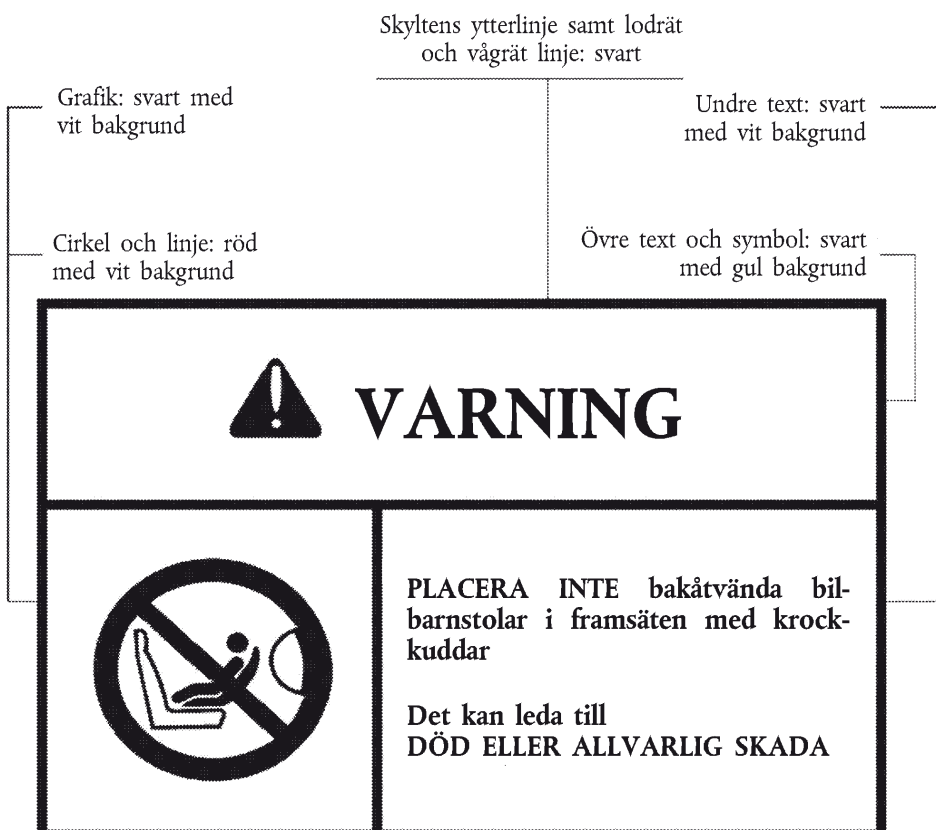 Skyltens ytterlinje samt lodrät
och vågrät linje: svart
Grafik: svart med
vit bakgrund
Undre text: svart
med vit bakgrund
Cirkel och linje: röd
med vit bakgrund
Övre text och symbol: svart
med gul bakgrund
VARNING
PLACERA INTE bakåtvända bil-
barnstolar i framsäten med krock-
kuddar
Det kan leda till
DÖD ELLER ALLVARLIG SKADA